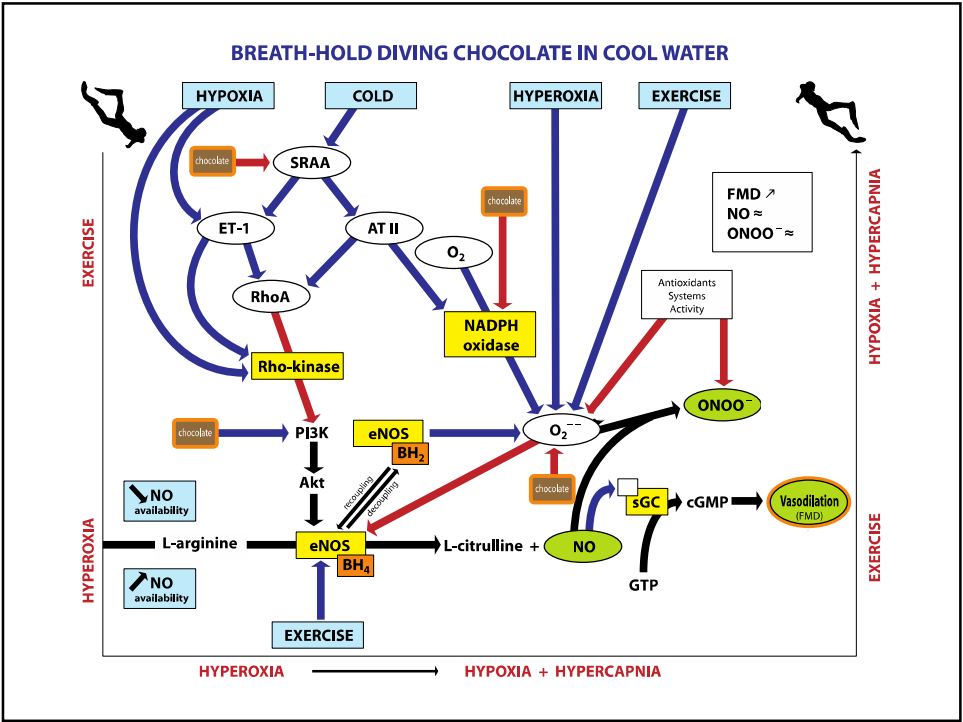 BREATH-HOLD DIVING CHOCOLATE IN COOL WATER
HYPOXIA
COLD
HYPEROXIA
EXERCISE
chocolate
SRAA
chocolate
FMD ↗
NO ≈
ONOO⁻ ≈
ET-1
AT II
O₂
EXERCISE
HYPOXIA + HYPERCAPNIA
RhoA
Antioxidants
Systems
Activity
NADPH
oxidase
Rho-kinase
ONOO⁻
chocolate
PI3K
eNOS
BH₂
O₂⁻⁻
Akt
recoupling
decoupling
chocolate
NO
availability
sGC
cGMP
Vasodilation
(FMD)
L-arginine
eNOS
BH₄
L-citrulline +
NO
HYPEROXIA
EXERCISE
NO
availability
GTP
EXERCISE
HYPEROXIA
HYPOXIA + HYPERCAPNIA